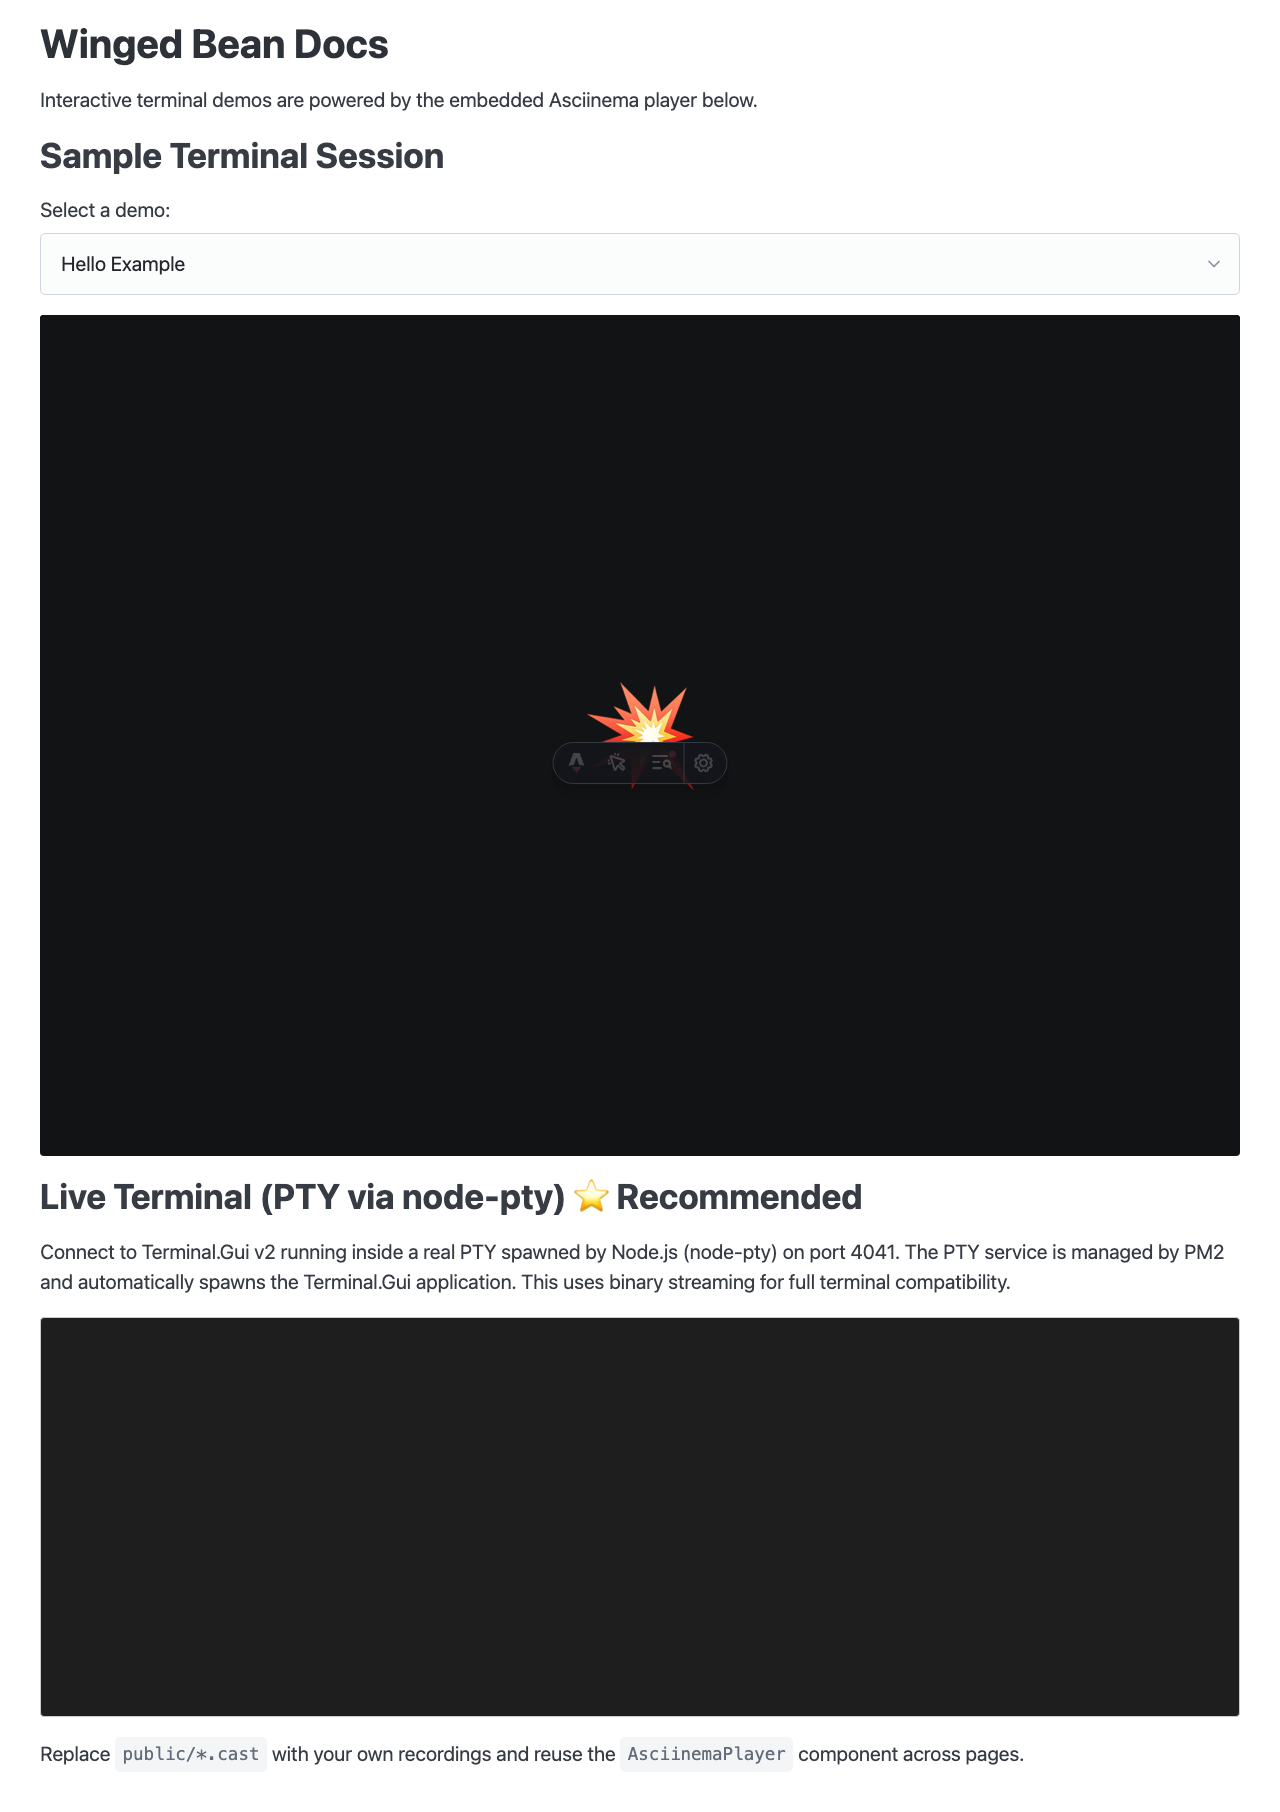 Winged Bean Docs
Interactive terminal demos are powered by the embedded Asciinema player below.
Sample Terminal Session
Select a demo:
Hello Example
Live Terminal (PTY via node-pty) ⭐ Recommended
Connect to Terminal.Gui v2 running inside a real PTY spawned by Node.js (node-pty) on port 4041. The PTY service is managed by PM2
and automatically spawns the Terminal.Gui application. This uses binary streaming for full terminal compatibility.
Replace public/*.cast with your own recordings and reuse the AsciinemaPlayer component across pages.